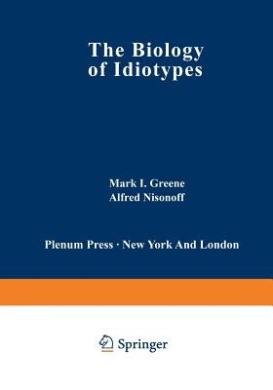 The Biology
of Idiotypes
Mark I. Greene
Alfred Nisonoff
Plenum Press · New York And London
Springer